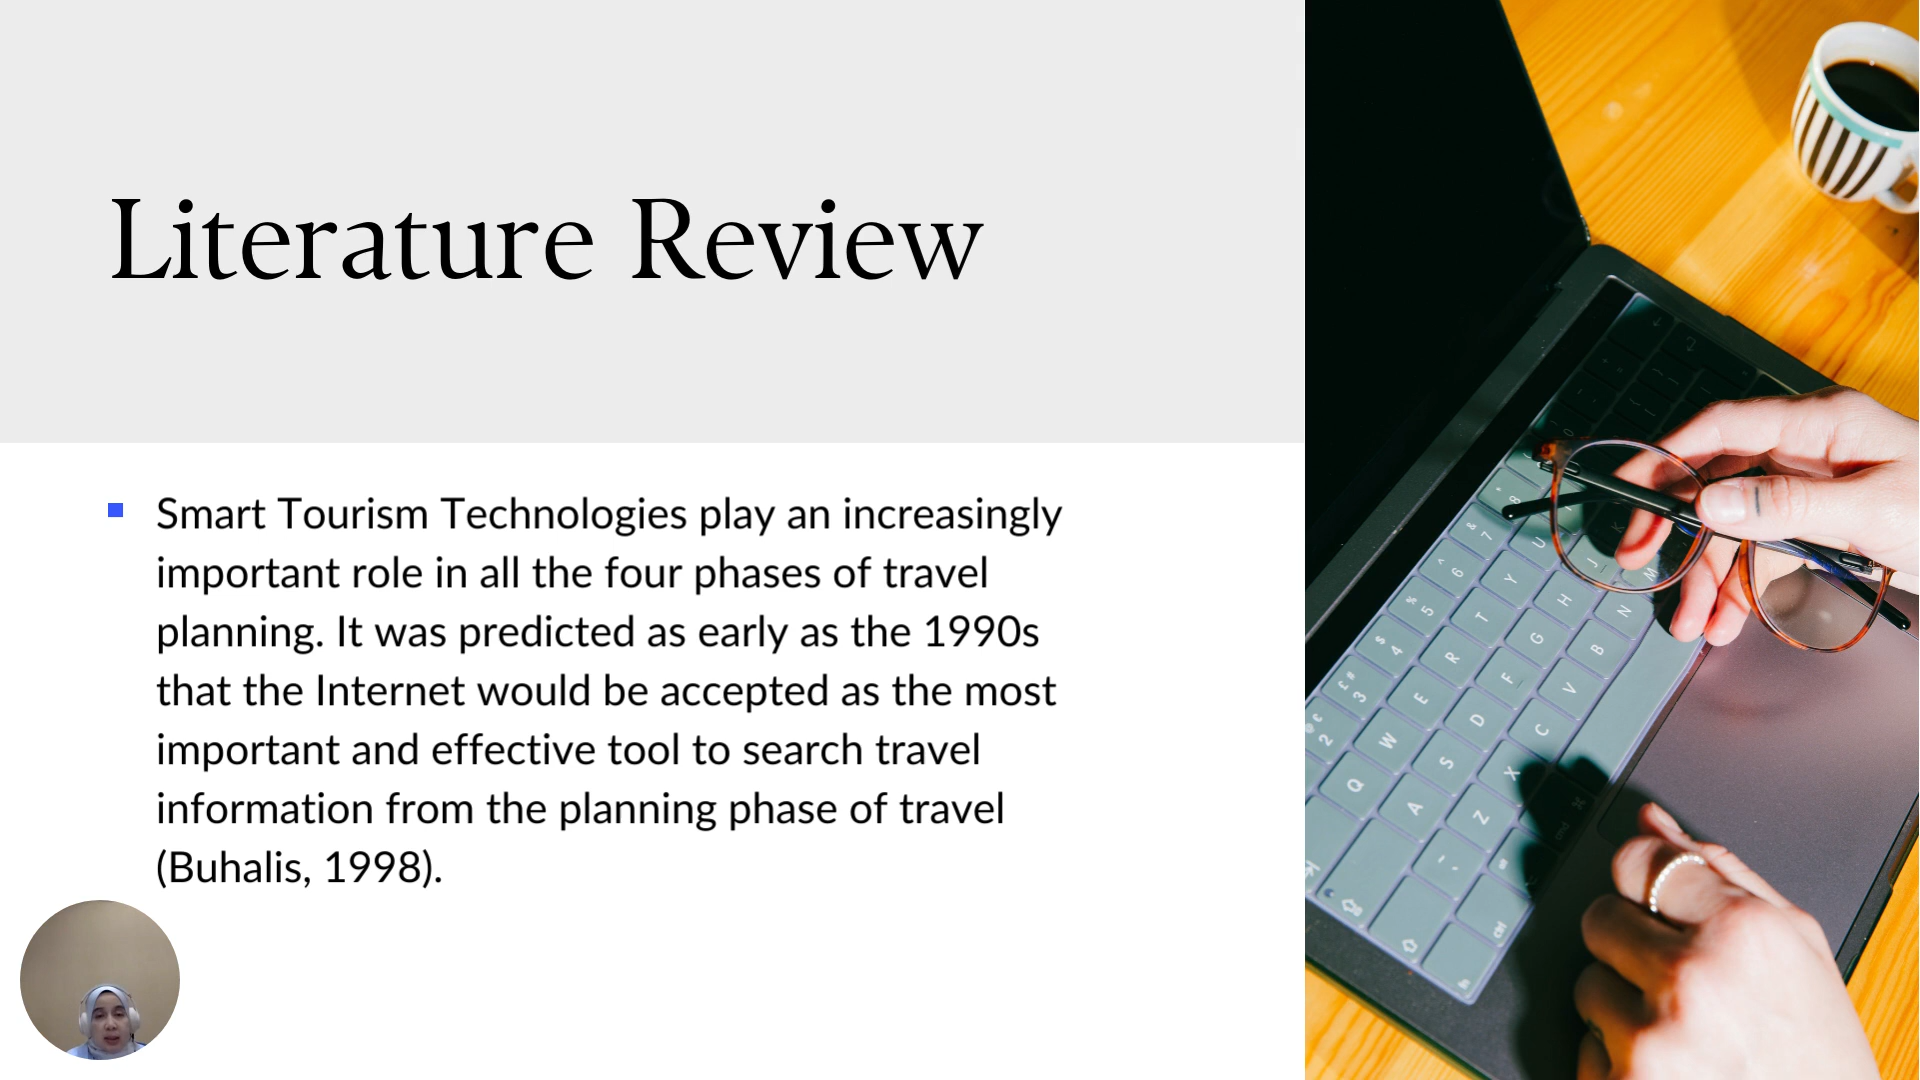 Literature Review
Smart Tourism Technologies play an increasingly
important role in all the four phases of travel
planning. It was predicted as early as the 1990s
that the Internet would be accepted as the most
important and effective tool to search travel
information from the planning phase of travel
(Buhalis, 1998).